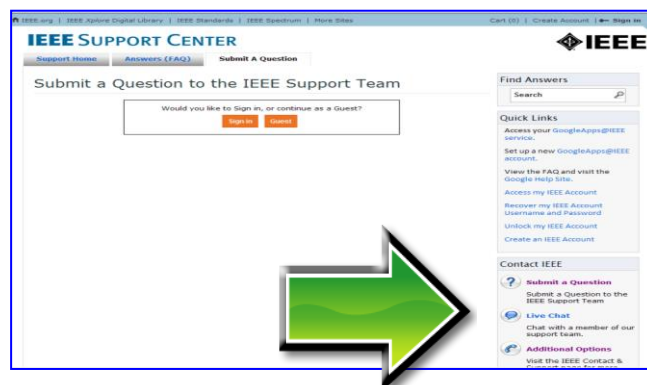 IEEE.org | IEEE Xplore Digital Library | IEEE Standards | IEEE Spectrum | More Sites
Cart (0) | Create Account | Sign In
IEEE SUPPORT CENTER
IEEE
Support Home
Answers (FAQ)
Submit A Question
Submit a Question to the IEEE Support Team
Would you like to Sign in, or continue as a Guest?
Sign In
Guest
Find Answers
Search
Quick Links
Access your GoogleApps@IEEE
service.
Set up a new GoogleApps@IEEE
account.
View the FAQ and visit the
Google Help Site.
Access my IEEE Account
Recover my IEEE Account
Username and Password
Unlock my IEEE Account
Create an IEEE Account
Contact IEEE
? Submit a Question
Submit a Question to the
IEEE Support Team
Live Chat
Chat with a member of our
support team.
Additional Options
Visit the IEEE Contact &
Support page for more